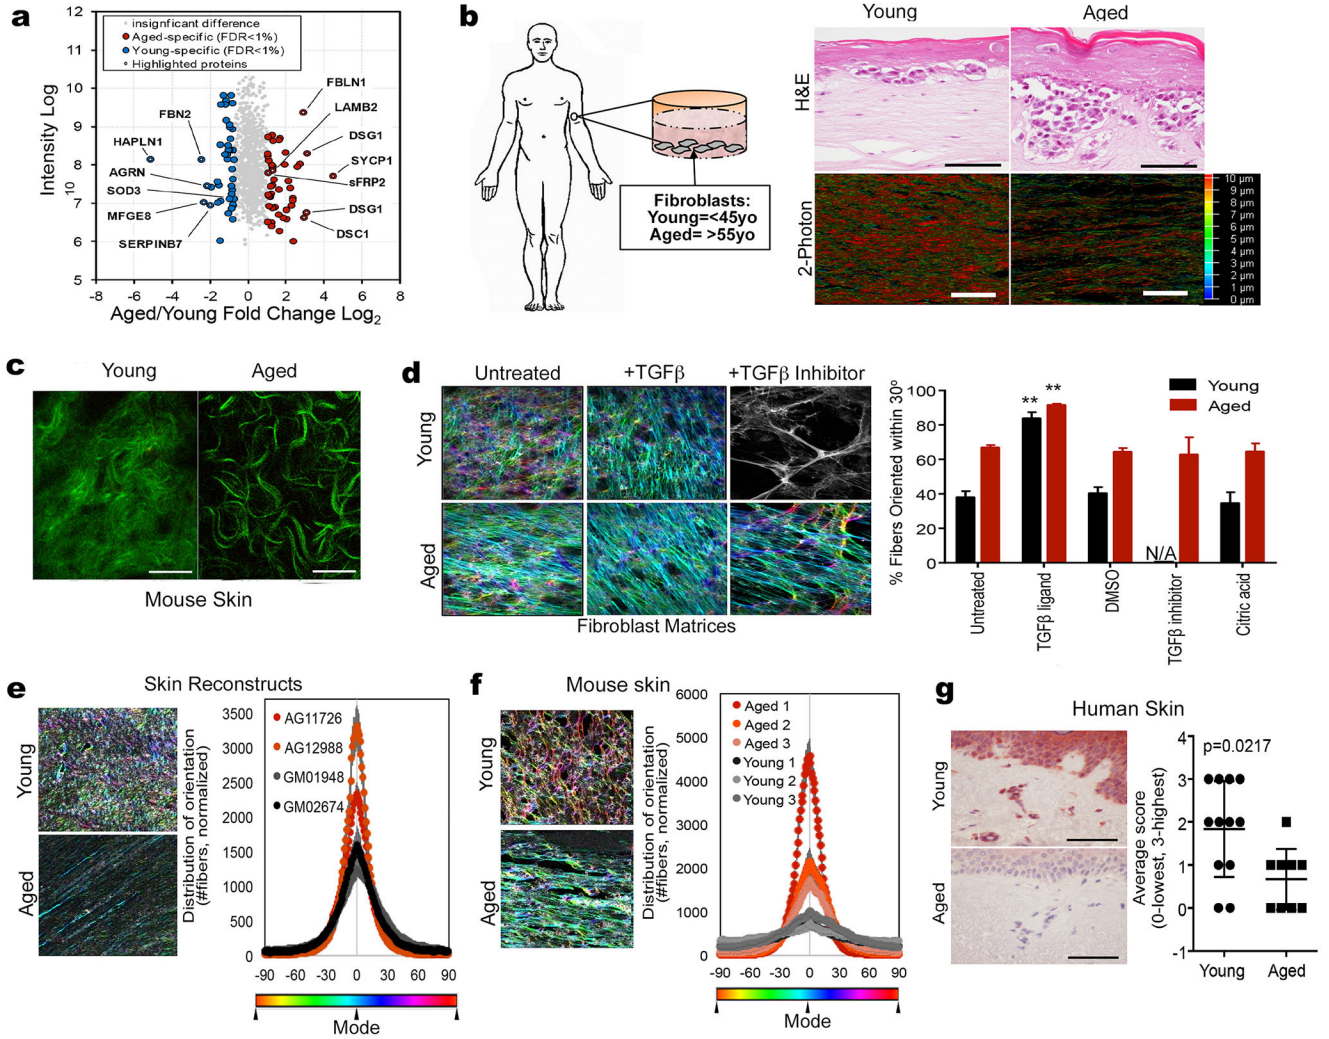 a
12
11
10
9
8
7
6
5
Intensity Log
10
insignficant difference
Aged-specific (FDR<1%)
Young-specific (FDR<1%)
Highlighted proteins
FBLN1
LAMB2
FBN2
DSG1
HAPLN1
SYCP1
AGRN
sFRP2
SOD3
DSG1
MFGE8
DSC1
SERPINB7
-8 -6 -4 -2 0 2 4 6 8
Aged/Young Fold Change Log2
b
Fibroblasts:
Young=<45yo
Aged= >55yo
Young Aged
H&E
2-Photon
10 µm
9 µm
8 µm
7 µm
6 µm
5 µm
4 µm
3 µm
2 µm
1 µm
0 µm
c
Young Aged
Mouse Skin
d
Untreated +TGFβ +TGFβ Inhibitor
Young
Aged
Fibroblast Matrices
% Fibers Oriented within 30º
100
80
60
40
20
0
** **
Young
Aged
N/A
Untreated
TGFβ ligand
DMSO
TGFβ inhibitor
Citric acid
e
Skin Reconstructs
Young
Aged
Distribution of orientation
(#fibers, normalized)
3500
3000
2500
2000
1500
1000
500
0
AG11726
AG12988
GM01948
GM02674
-90 -60 -30 0 30 60 90
Mode
f
Mouse skin
Young
Aged
Distribution of orientation
(#fibers, normalized)
6000
5000
4000
3000
2000
1000
0
Aged 1
Aged 2
Aged 3
Young 1
Young 2
Young 3
-90 -60 -30 0 30 60 90
Mode
g
Human Skin
Young
Aged
Average score
(0-lowest, 3-highest)
4
3
2
1
0
-1
p=0.0217
Young Aged